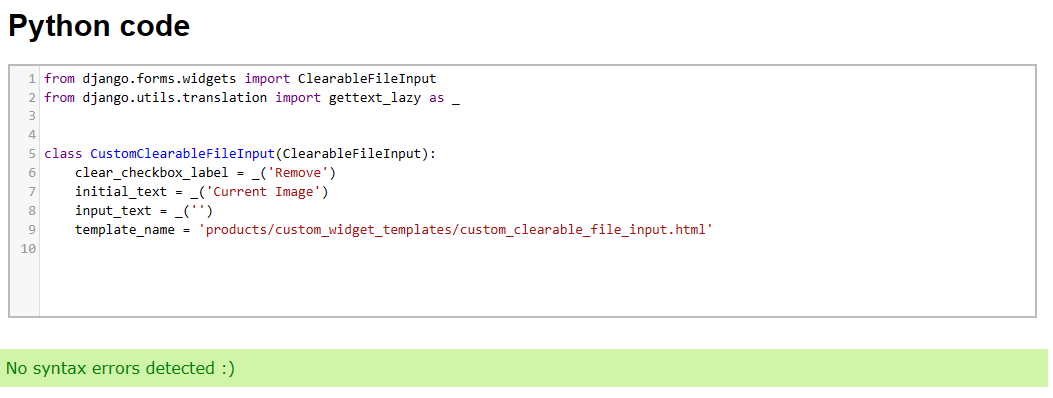 Python code
1 from django.forms.widgets import ClearableFileInput
2 from django.utils.translation import gettext_lazy as _
3
4
5 class CustomClearableFileInput(ClearableFileInput):
6     clear_checkbox_label = _('Remove')
7     initial_text = _('Current Image')
8     input_text = _('')
9     template_name = 'products/custom_widget_templates/custom_clearable_file_input.html'
10
No syntax errors detected :)